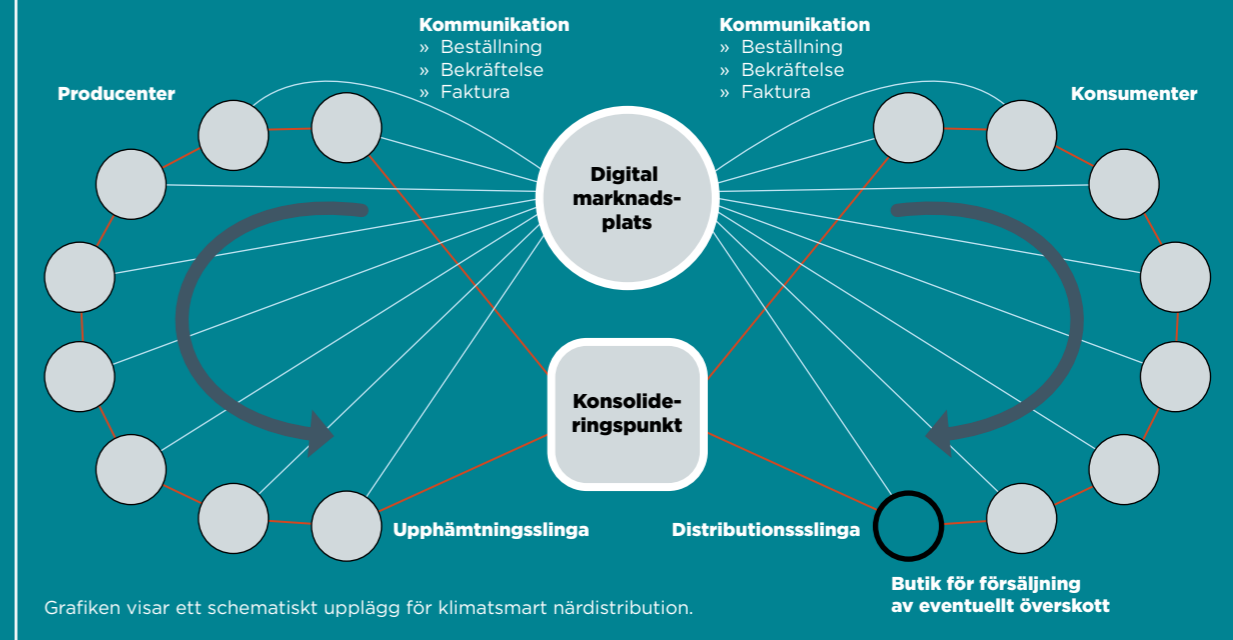 Kommunikation
» Beställning
» Bekräftelse
» Faktura
Kommunikation
» Beställning
» Bekräftelse
» Faktura
Producenter
Konsumenter
Digital
marknads-
plats
Konsolide-
ringspunkt
Upphämtningsslinga
Distributionssslinga
Butik för försäljning
av eventuellt överskott
Grafiken visar ett schematiskt upplägg för klimatsmart närdistribution.